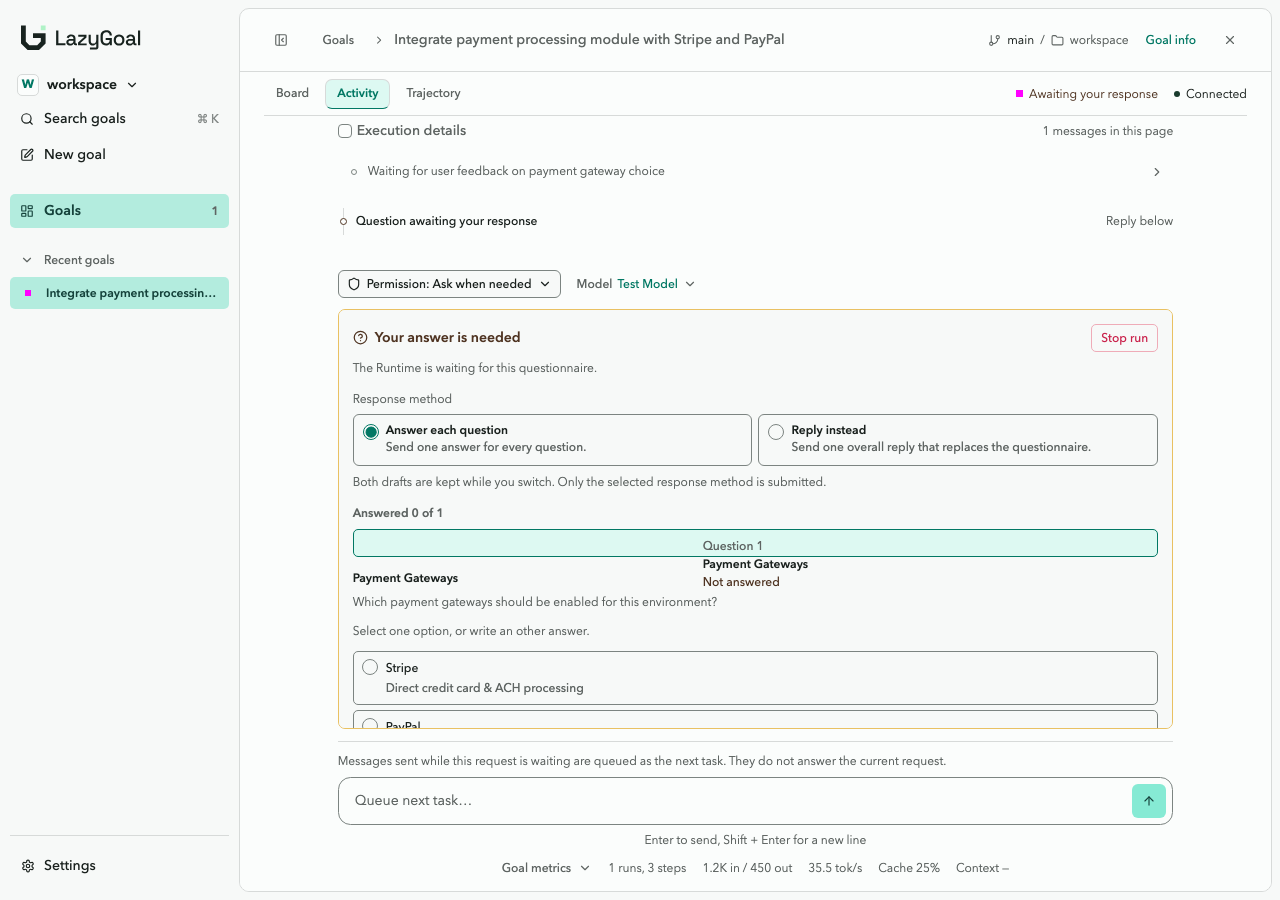 LazyGoal
W workspace
Search goals ⌘ K
New goal
Goals 1
Recent goals
Integrate payment processin…
Settings
Goals > Integrate payment processing module with Stripe and PayPal
main / workspace Goal info
Board Activity Trajectory
Awaiting your response Connected
Execution details 1 messages in this page
Waiting for user feedback on payment gateway choice
Question awaiting your response Reply below
Permission: Ask when needed Model Test Model
Your answer is needed Stop run
The Runtime is waiting for this questionnaire.
Response method
Answer each question
Send one answer for every question.
Reply instead
Send one overall reply that replaces the questionnaire.
Both drafts are kept while you switch. Only the selected response method is submitted.
Answered 0 of 1
Question 1
Payment Gateways
Not answered
Payment Gateways
Which payment gateways should be enabled for this environment?
Select one option, or write an other answer.
Stripe
Direct credit card & ACH processing
PayPal
Messages sent while this request is waiting are queued as the next task. They do not answer the current request.
Queue next task…
Enter to send, Shift + Enter for a new line
Goal metrics 1 runs, 3 steps 1.2K in / 450 out 35.5 tok/s Cache 25% Context –